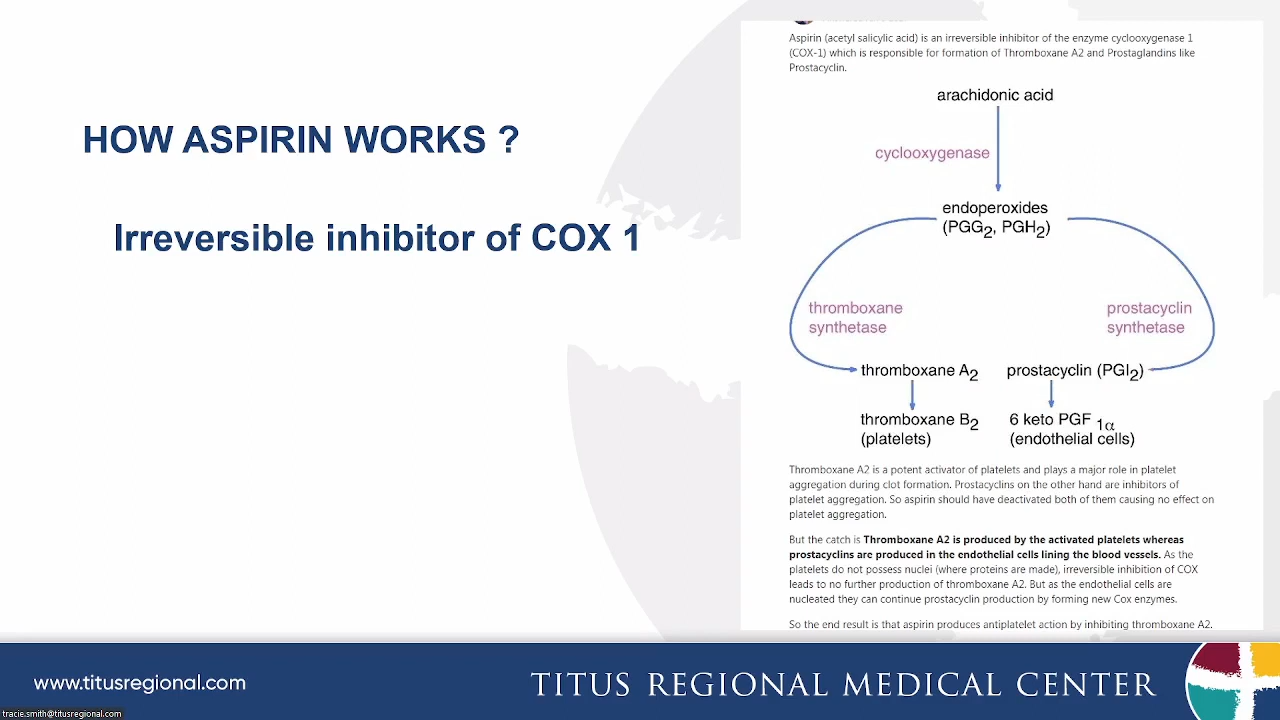 HOW ASPIRIN WORKS ?
Irreversible inhibitor of COX 1
Aspirin (acetyl salicylic acid) is an irreversible inhibitor of the enzyme cyclooxygenase 1
(COX-1) which is responsible for formation of Thromboxane A2 and Prostaglandins like
Prostacyclin.
arachidonic acid
cyclooxygenase
endoperoxides
(PGG2, PGH2)
thromboxane
synthetase
prostacyclin
synthetase
thromboxane A2
prostacyclin (PGI2)
thromboxane B2
(platelets)
6 keto PGF 1α
(endothelial cells)
Thromboxane A2 is a potent activator of platelets and plays a major role in platelet
aggregation during clot formation. Prostacyclins on the other hand are inhibitors of
platelet aggregation. So aspirin should have deactivated both of them causing no effect on
platelet aggregation.
But the catch is Thromboxane A2 is produced by the activated platelets whereas
prostacyclins are produced in the endothelial cells lining the blood vessels. As the
platelets do not possess nuclei (where proteins are made), irreversible inhibition of COX
leads to no further production of thromboxane A2. But as the endothelial cells are
nucleated they can continue prostacyclin production by forming new Cox enzymes.
So the end result is that aspirin produces antiplatelet action by inhibiting thromboxane A2.
www.titusregional.com
TITUS REGIONAL MEDICAL CENTER
tracie.smith@titusregional.com